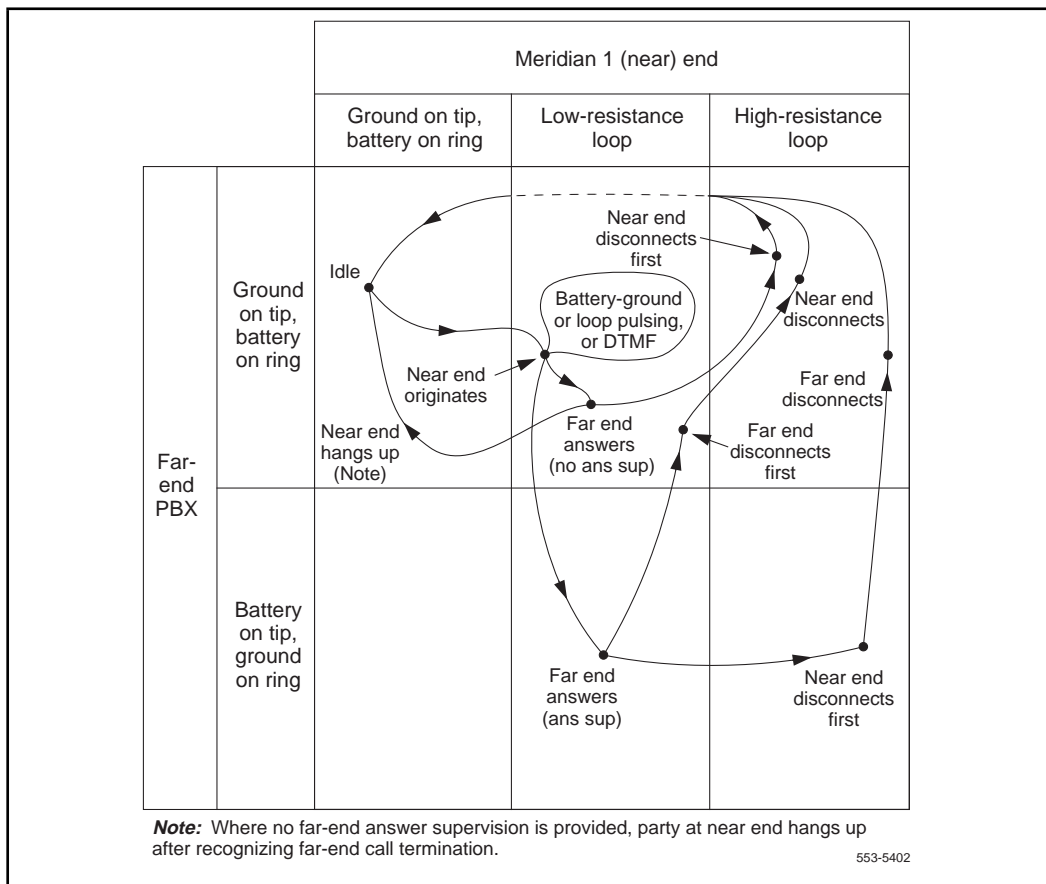 Meridian 1 (near) end
Ground on tip,
battery on ring
Low-resistance
loop
High-resistance
loop
Far-
end
PBX
Ground
on tip,
battery
on ring
Idle
Near end
originates
Battery-ground
or loop pulsing,
or DTMF
Near end
disconnects
first
Near end
disconnects
Far end
disconnects
Near end
hangs up
(Note)
Far end
answers
(no ans sup)
Far end
disconnects
first
Battery
on tip,
ground
on ring
Far end
answers
(ans sup)
Near end
disconnects
first
Note: Where no far-end answer supervision is provided, party at near end hangs up
after recognizing far-end call termination.
553-5402